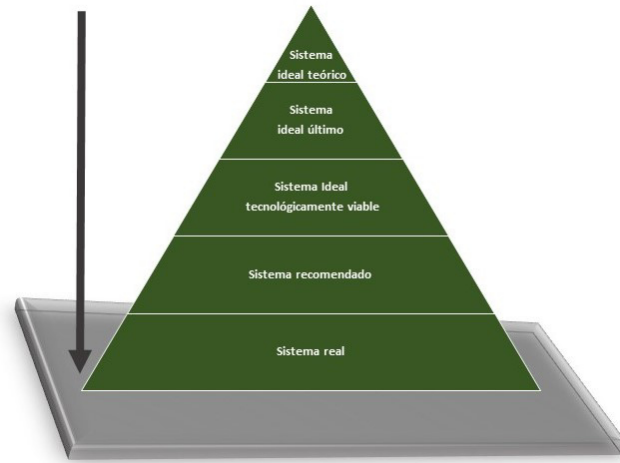 Sistema
ideal teórico
Sistema
ideal último
Sistema Ideal
tecnológicamente viable
Sistema recomendado
Sistema real